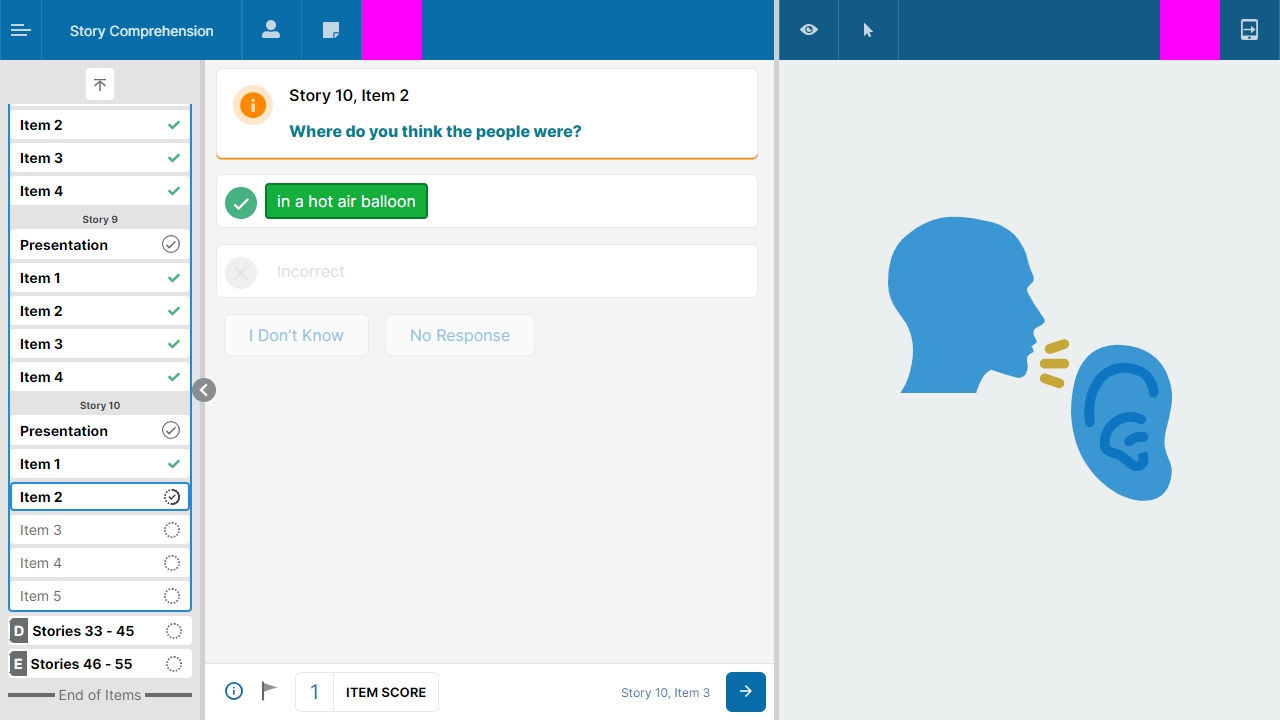 Story Comprehension
Item 2
Item 3
Item 4
Story 9
Presentation
Item 1
Item 2
Item 3
Item 4
Story 10
Presentation
Item 1
Item 2
Item 3
Item 4
Item 5
D Stories 33 - 45
E Stories 46 - 55
End of Items
Story 10, Item 2
Where do you think the people were?
in a hot air balloon
Incorrect
I Don't Know
No Response
1 ITEM SCORE
Story 10, Item 3